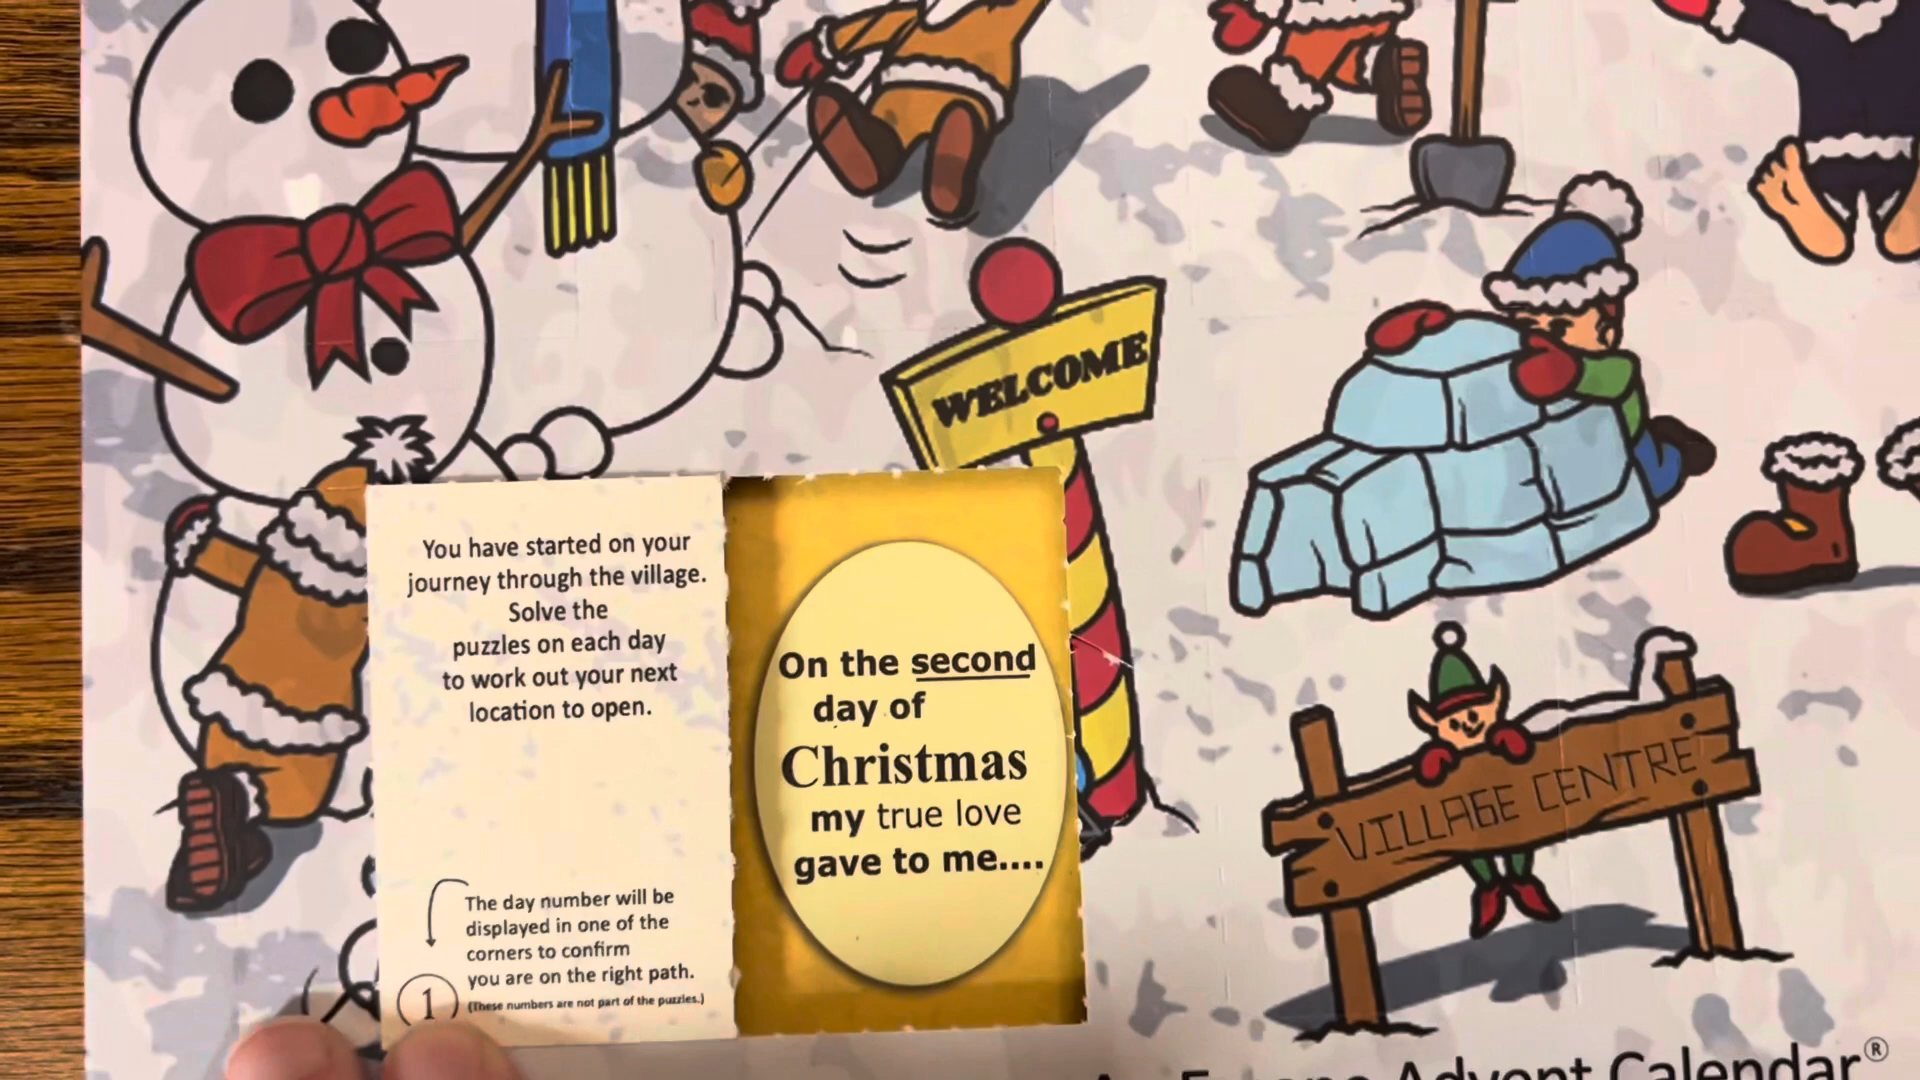 WELCOME
You have started on your
journey through the village.
Solve the
puzzles on each day
to work out your next
location to open.
The day number will be
displayed in one of the
corners to confirm
you are on the right path.
(These numbers are not part of the puzzles.)
1
On the second
day of
Christmas
my true love
gave to me....
VILLAGE CENTRE
Advent Calendar®